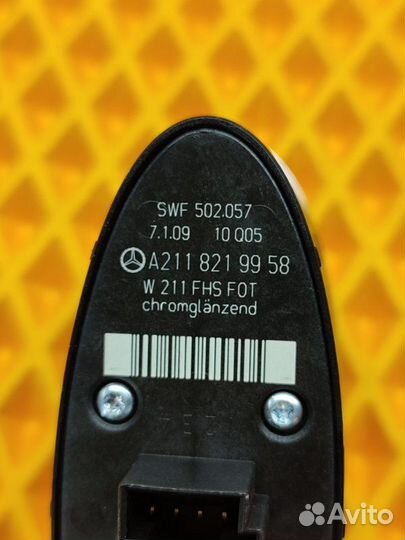 SWF 502.057
7.1.09 10 Q05
A211 821 99 58
W 211 FHS FOT
chromglänzend
Avito